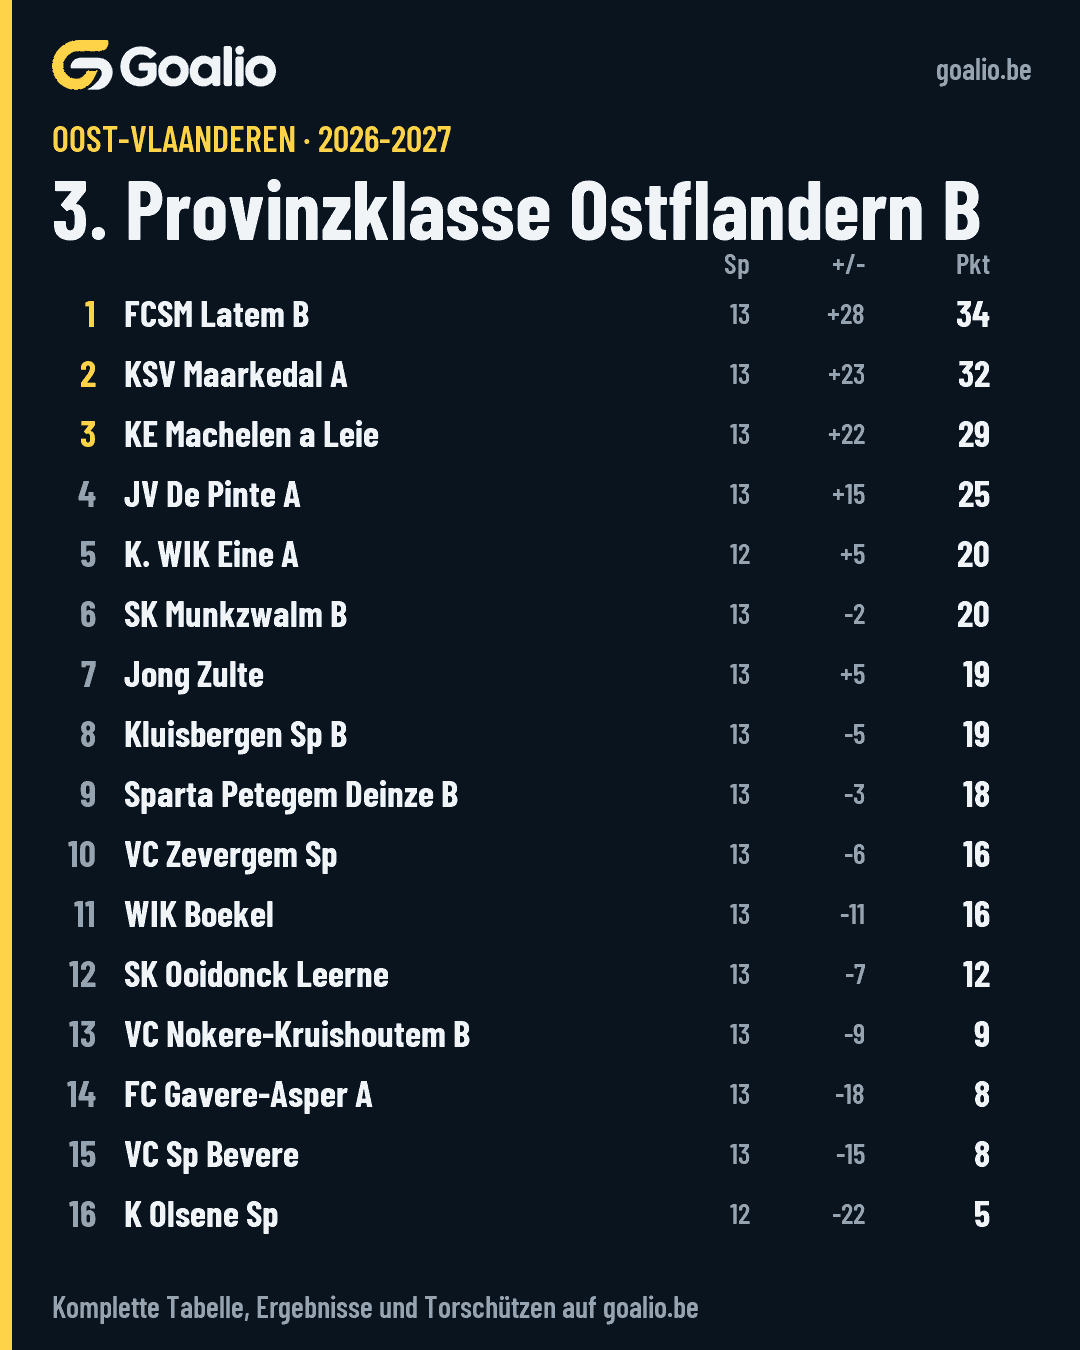 Goalio
goalio.be
OOST-VLAANDEREN · 2026-2027
3. Provinzklasse Ostflandern B
Sp +/- Pkt
1 FCSM Latem B 13 +28 34
2 KSV Maarkedal A 13 +23 32
3 KE Machelen a Leie 13 +22 29
4 JV De Pinte A 13 +15 25
5 K. WIK Eine A 12 +5 20
6 SK Munkzwalm B 13 -2 20
7 Jong Zulte 13 +5 19
8 Kluisbergen Sp B 13 -5 19
9 Sparta Petegem Deinze B 13 -3 18
10 VC Zevergem Sp 13 -6 16
11 WIK Boekel 13 -11 16
12 SK Ooidonck Leerne 13 -7 12
13 VC Nokere-Kruishoutem B 13 -9 9
14 FC Gavere-Asper A 13 -18 8
15 VC Sp Bevere 13 -15 8
16 K Olsene Sp 12 -22 5
Komplette Tabelle, Ergebnisse und Torschützen auf goalio.be